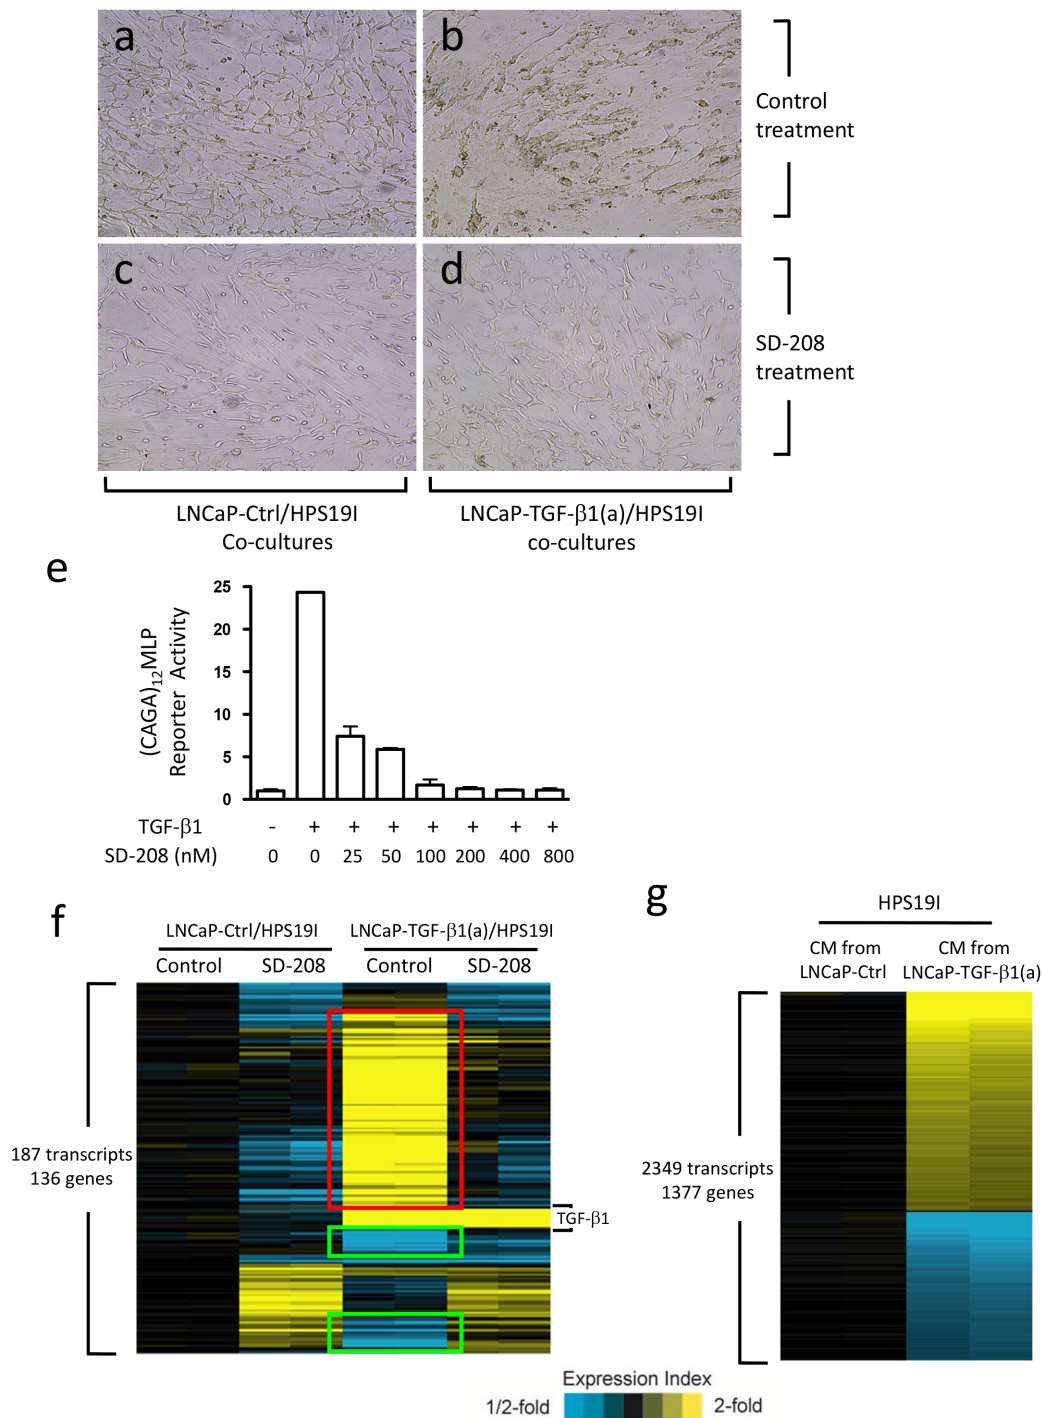 a
b
Control
treatment
c
d
SD-208
treatment
LNCaP-Ctrl/HPS19I
Co-cultures
LNCaP-TGF-β1(a)/HPS19I
co-cultures
e
(CAGA)12MLP
Reporter Activity
25
20
15
10
5
0
TGF-β1 - + + + + + + +
SD-208 (nM) 0 0 25 50 100 200 400 800
f
LNCaP-Ctrl/HPS19I LNCaP-TGF-β1(a)/HPS19I
Control SD-208 Control SD-208
187 transcripts
136 genes
TGF-β1
g
HPS19I
CM from
LNCaP-Ctrl
CM from
LNCaP-TGF-β1(a)
2349 transcripts
1377 genes
Expression Index
1/2-fold 2-fold